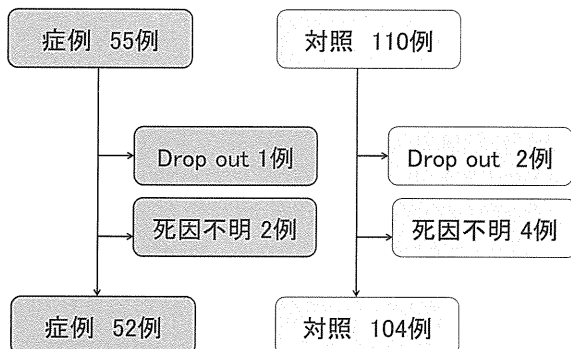 症例 55例
対照 110例
Drop out 1例
Drop out 2例
死因不明 2例
死因不明 4例
症例 52例
対照 104例